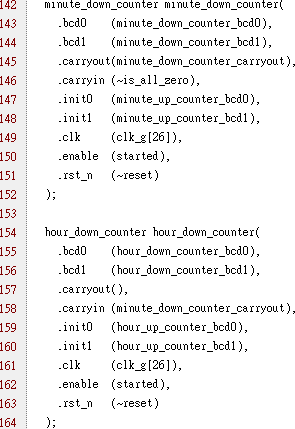 142 minute_down_counter minute_down_counter(
143 .bcd0 (minute_down_counter_bcd0),
144 .bcd1 (minute_down_counter_bcd1),
145 .carryout(minute_down_counter_carryout),
146 .carryin (~is_all_zero),
147 .init0 (minute_up_counter_bcd0),
148 .init1 (minute_up_counter_bcd1),
149 .clk (clk_g[26]),
150 .enable (started),
151 .rst_n (~reset)
152 );
153
154 hour_down_counter hour_down_counter(
155 .bcd0 (hour_down_counter_bcd0),
156 .bcd1 (hour_down_counter_bcd1),
157 .carryout(),
158 .carryin (minute_down_counter_carryout),
159 .init0 (hour_up_counter_bcd0),
160 .init1 (hour_up_counter_bcd1),
161 .clk (clk_g[26]),
162 .enable (started),
163 .rst_n (~reset)
164 );